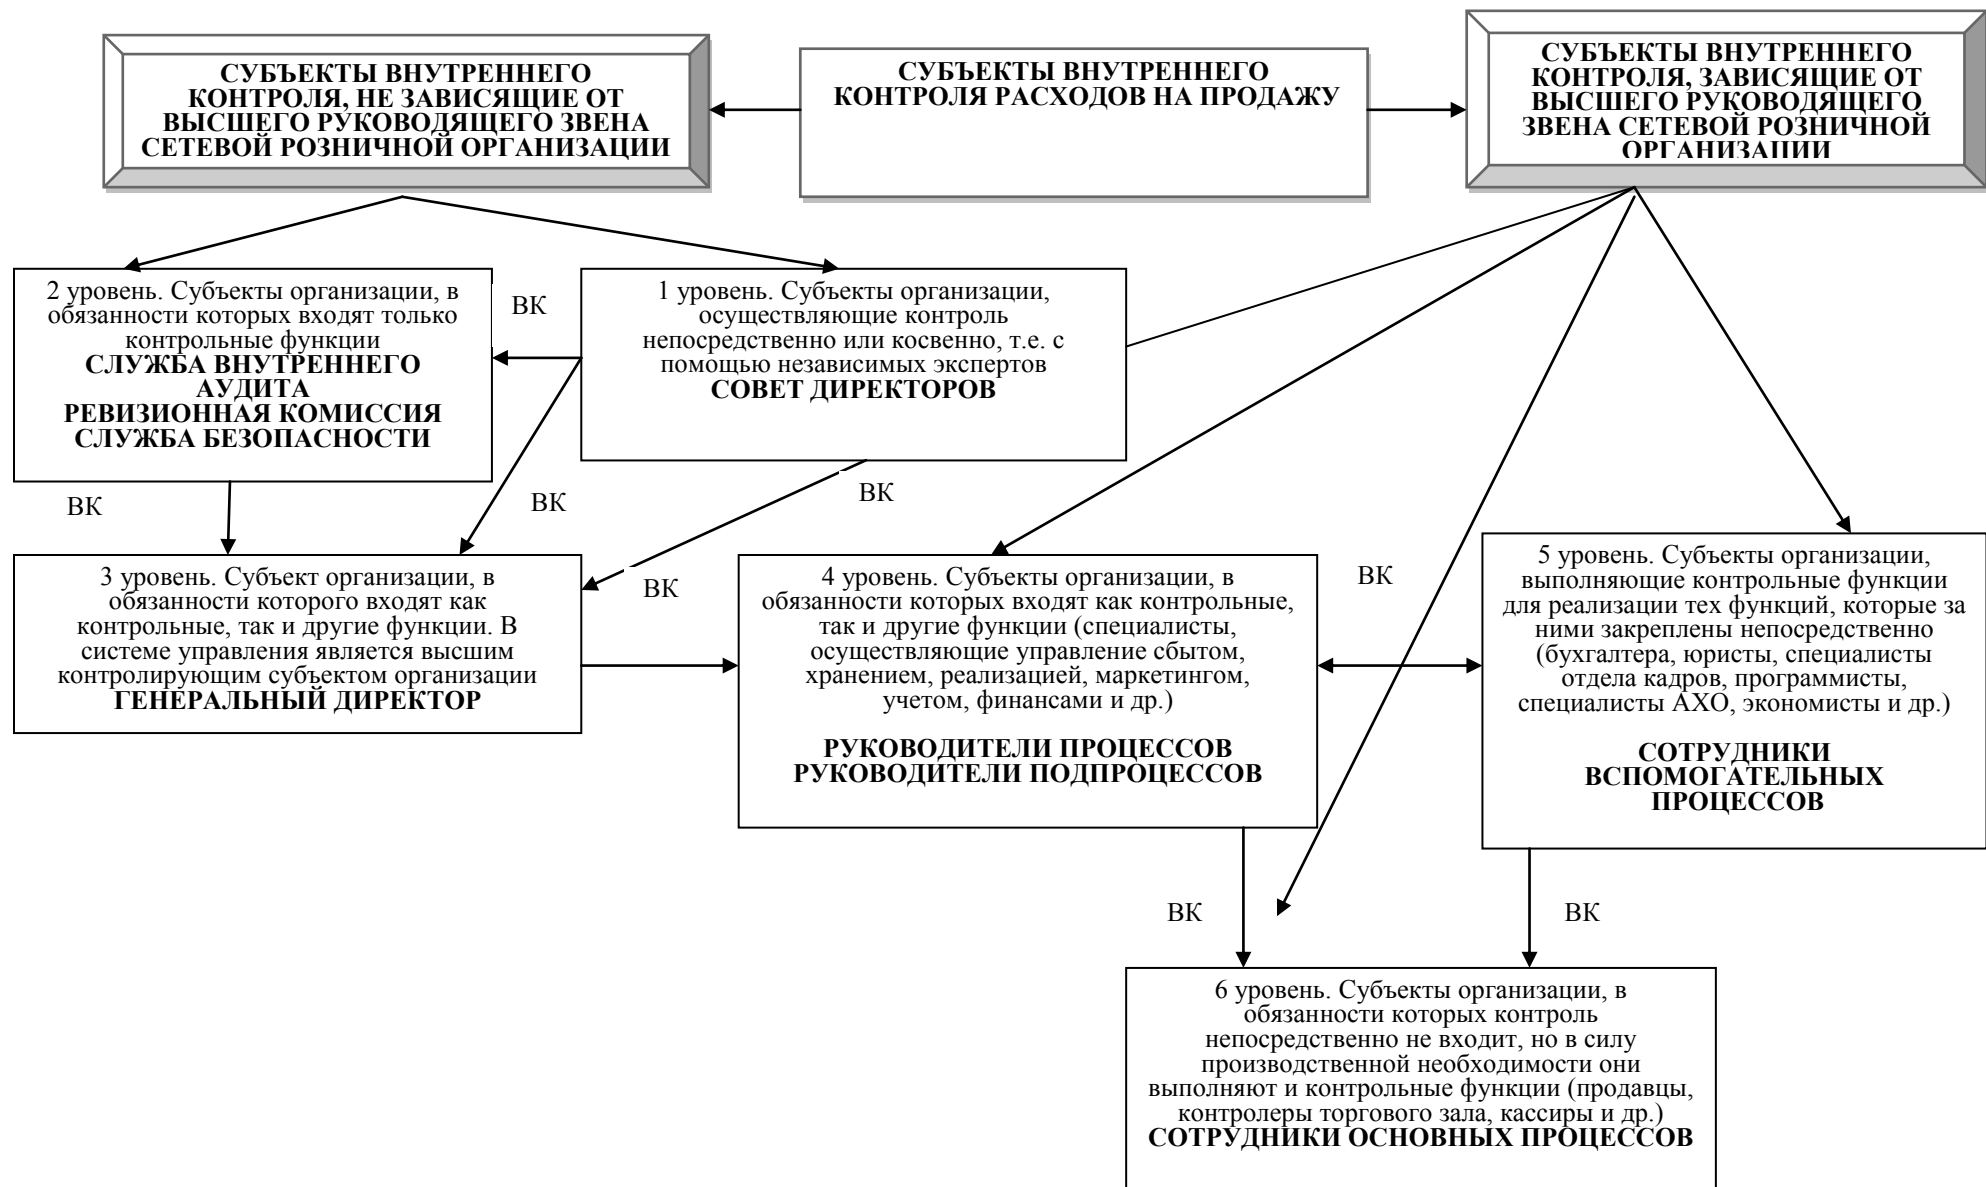 СУБЪЕКТЫ ВНУТРЕННЕГО
КОНТРОЛЯ, НЕ ЗАВИСЯЩИЕ ОТ
ВЫСШЕГО РУКОВОДЯЩЕГО ЗВЕНА
СЕТЕВОЙ РОЗНИЧНОЙ ОРГАНИЗАЦИИ
СУБЪЕКТЫ ВНУТРЕННЕГО
КОНТРОЛЯ РАСХОДОВ НА ПРОДАЖУ
СУБЪЕКТЫ ВНУТРЕННЕГО
КОНТРОЛЯ, ЗАВИСЯЩИЕ ОТ
ВЫСШЕГО РУКОВОДЯЩЕГО
ЗВЕНА СЕТЕВОЙ РОЗНИЧНОЙ
ОРГАНИЗАЦИИ
2 уровень. Субъекты организации, в
обязанности которых входят только
контрольные функции
СЛУЖБА ВНУТРЕННЕГО
АУДИТА
РЕВИЗИОННАЯ КОМИССИЯ
СЛУЖБА БЕЗОПАСНОСТИ
ВК
1 уровень. Субъекты организации,
осуществляющие контроль
непосредственно или косвенно, т.е. с
помощью независимых экспертов
СОВЕТ ДИРЕКТОРОВ
ВК
ВК
ВК
3 уровень. Субъект организации, в
обязанности которого входят как
контрольные, так и другие функции. В
системе управления является высшим
контролирующим субъектом организации
ГЕНЕРАЛЬНЫЙ ДИРЕКТОР
ВК
4 уровень. Субъекты организации, в
обязанности которых входят как контрольные,
так и другие функции (специалисты,
осуществляющие управление сбытом,
хранением, реализацией, маркетингом,
учетом, финансами и др.)
РУКОВОДИТЕЛИ ПРОЦЕССОВ
РУКОВОДИТЕЛИ ПОДПРОЦЕССОВ
ВК
5 уровень. Субъекты организации,
выполняющие контрольные функции
для реализации тех функций, которые за
ними закреплены непосредственно
(бухгалтера, юристы, специалисты
отдела кадров, программисты,
специалисты АХО, экономисты и др.)
СОТРУДНИКИ
ВСПОМОГАТЕЛЬНЫХ
ПРОЦЕССОВ
ВК
ВК
6 уровень. Субъекты организации, в
обязанности которых контроль
непосредственно не входит, но в силу
производственной необходимости они
выполняют и контрольные функции (продавцы,
контролеры торгового зала, кассиры и др.)
СОТРУДНИКИ ОСНОВНЫХ ПРОЦЕССОВ